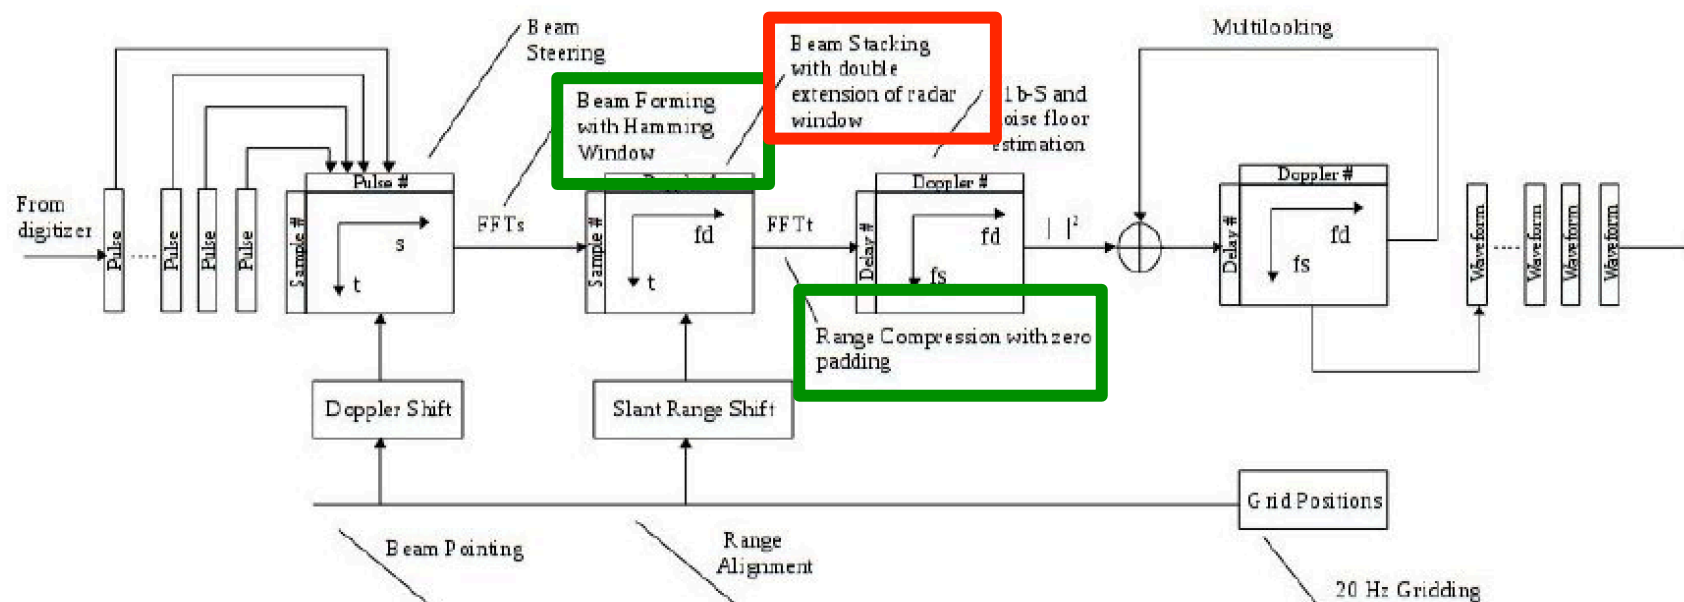 Beam
Steering
Multilooking
Beam Stacking
with double
extension of radar
window
Beam Forming
with Hamming
Window
1b-S and
oise floor
estimation
From
digitizer
Pulse
.....
Pulse
Pulse
Pulse
Pulse #
Sample #
s
t
FFTs
Sample #
fd
t
FFTt
Doppler #
Delay #
fd
fs
| |²
Doppler #
Delay #
fd
fs
Waveform
.....
Waveform
Waveform
Waveform
Range Compression with zero
padding
Doppler Shift
Slant Range Shift
Grid Positions
Beam Pointing
Range
Alignment
20 Hz Gridding